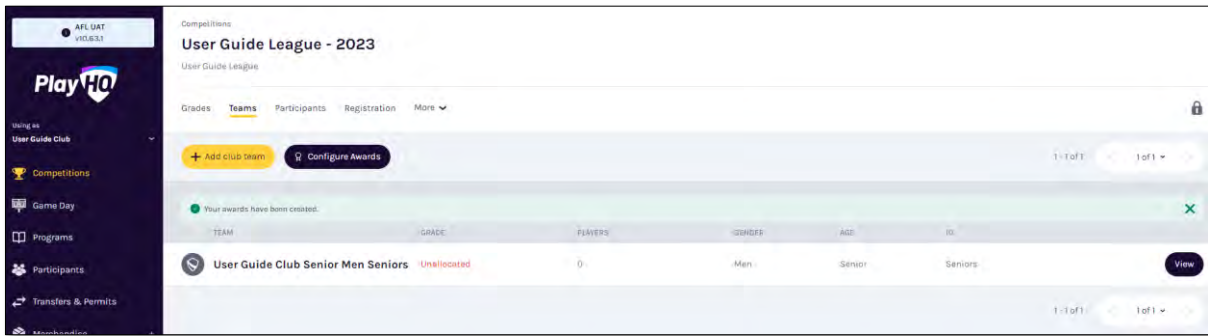 AFL UAT
v10.63.1
PlayHQ
Using as
User Guide Club
Competitions
Game Day
Programs
Participants
Transfers & Permits
Merchandise
Competitions
User Guide League - 2023
User Guide League
Grades Teams Participants Registration More
+ Add club team Configure Awards 1-1 of 1 1 of 1
Your awards have been created.
TEAM GRADE PLAYERS GENDER AGE ID
User Guide Club Senior Men Seniors Unallocated 0 Men Senior Seniors View
1-1 of 1 1 of 1